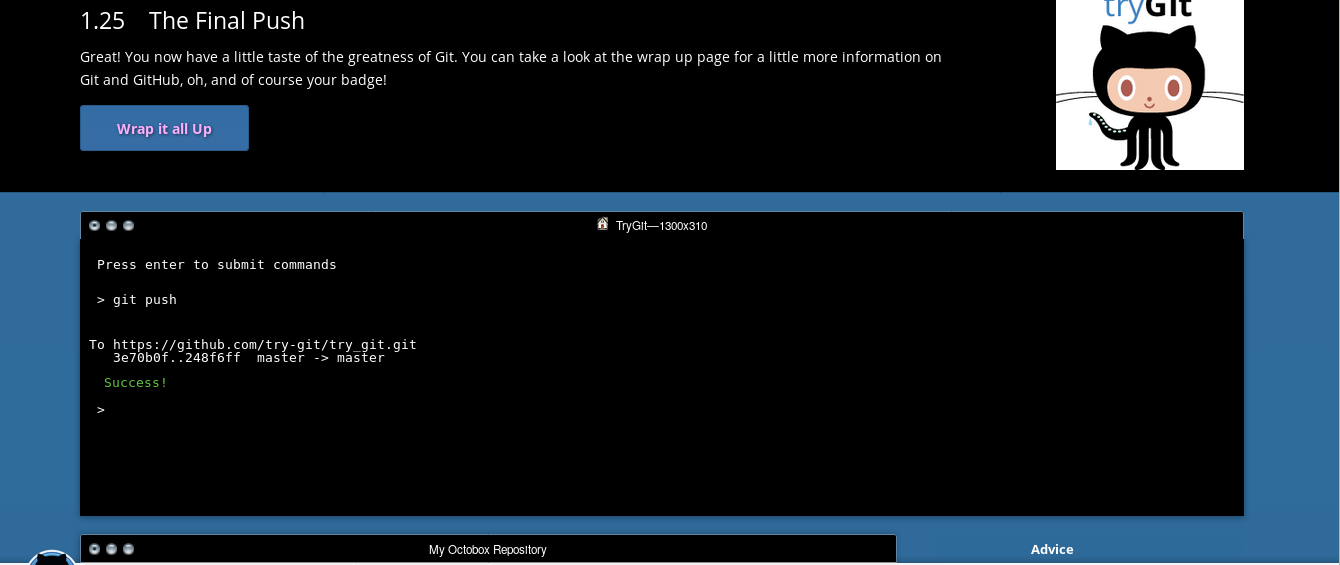 tryGit
1.25 The Final Push
Great! You now have a little taste of the greatness of Git. You can take a look at the wrap up page for a little more information on
Git and GitHub, oh, and of course your badge!
Wrap it all Up
TryGit—1300x310
Press enter to submit commands
> git push
To https://github.com/try-git/try_git.git
3e70b0f..248f6ff master -> master
Success!
>
My Octobox Repository
Advice